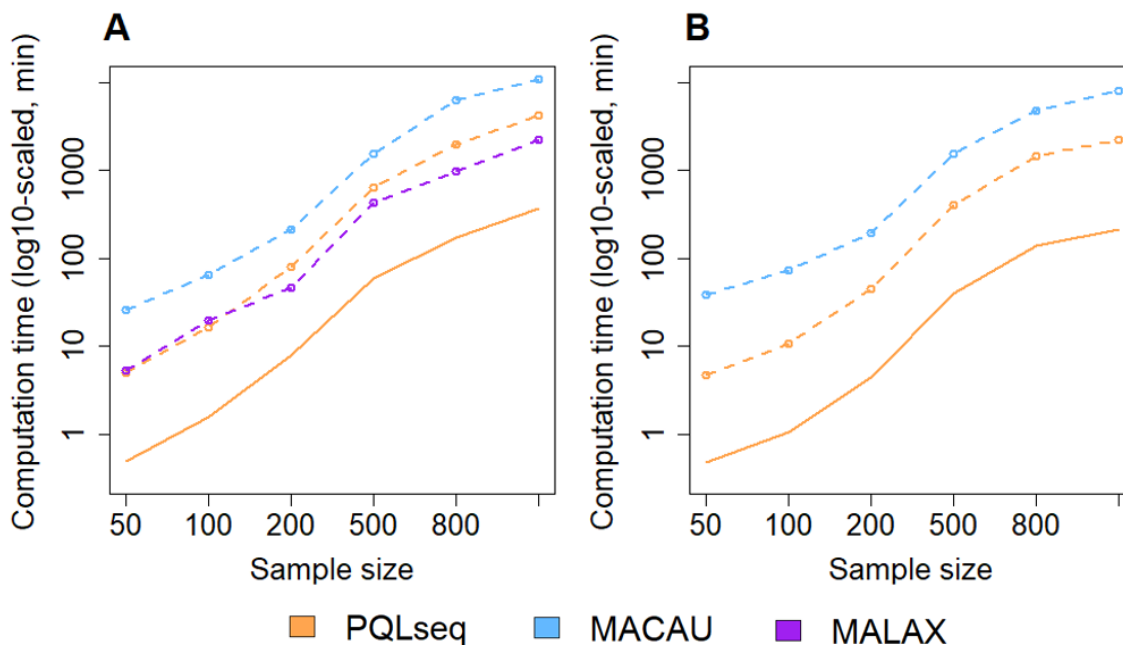 A
B
Computation time (log10-scaled, min)
1000
100
10
1
50 100 200 500 800
Sample size
Computation time (log10-scaled, min)
1000
100
10
1
50 100 200 500 800
Sample size
PQLseq MACAU MALAX